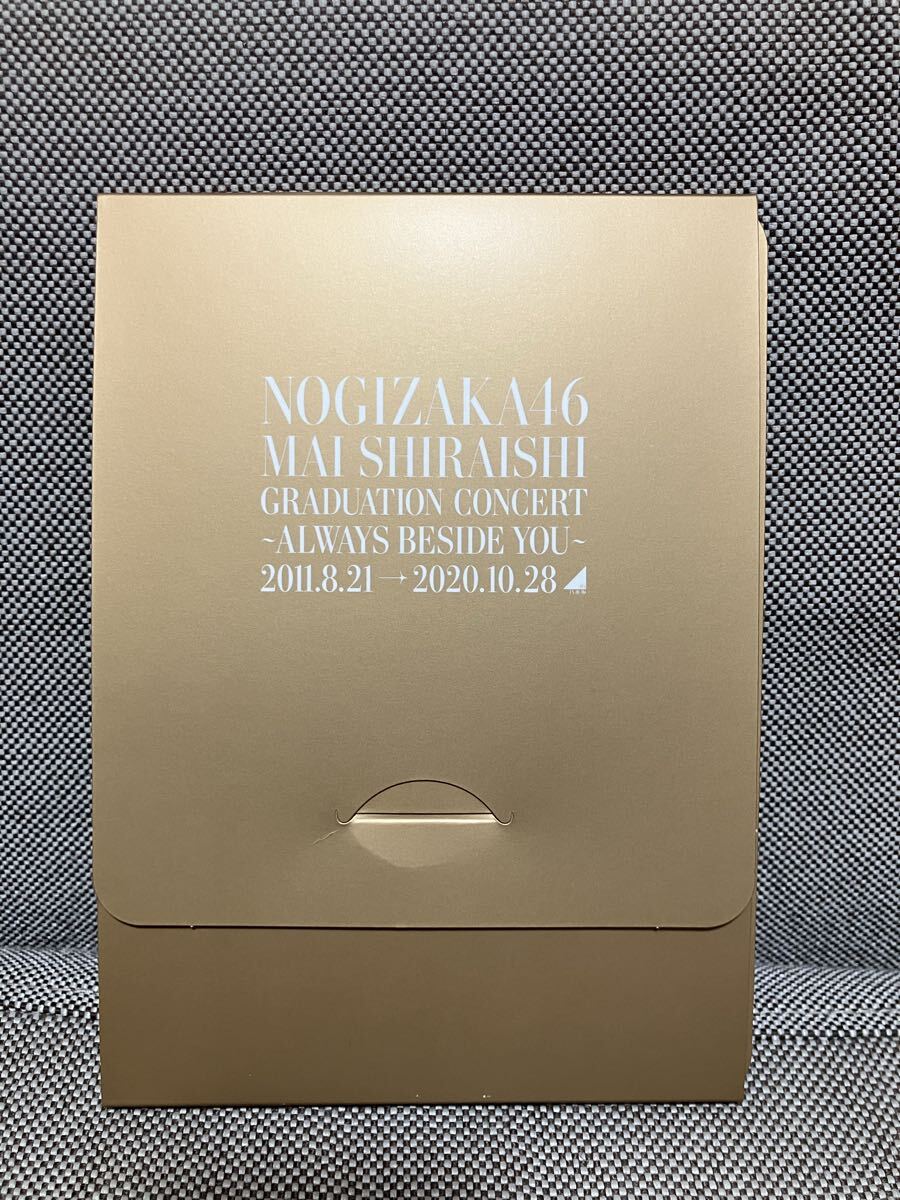 NOGIZAKA46
MAI SHIRAISHI
GRADUATION CONCERT
~ALWAYS BESIDE YOU~
2011.8.21→2020.10.28